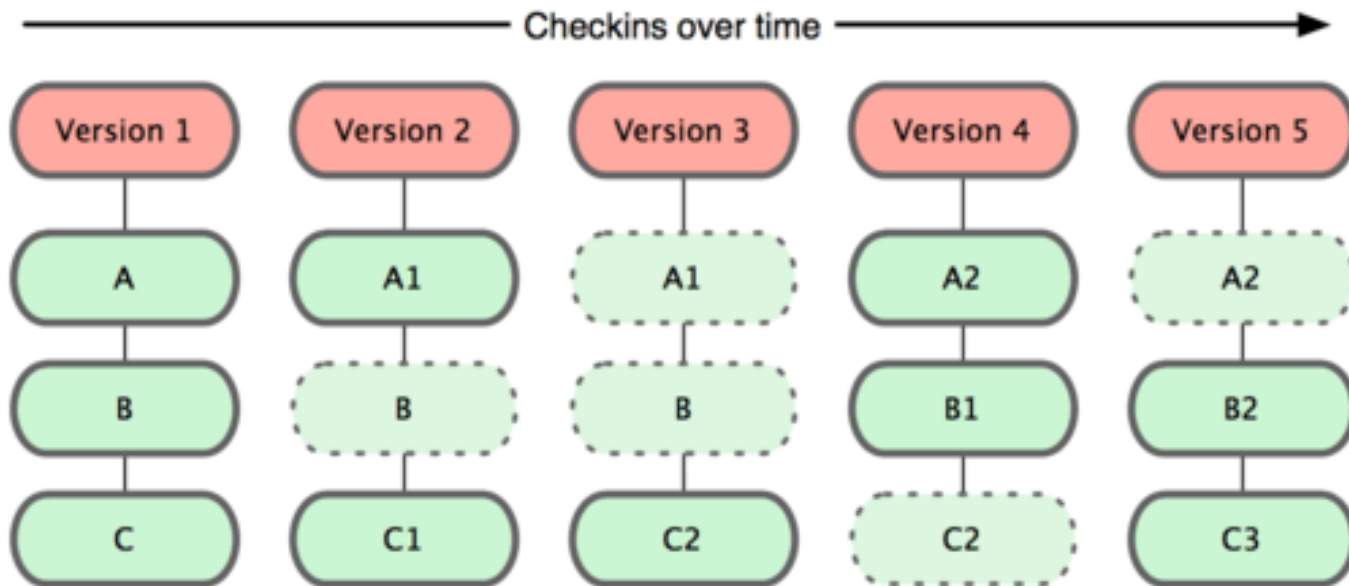 Checkins over time
Version 1 Version 2 Version 3 Version 4 Version 5
A A1 A1 A2 A2
B B B B1 B2
C C1 C2 C2 C3